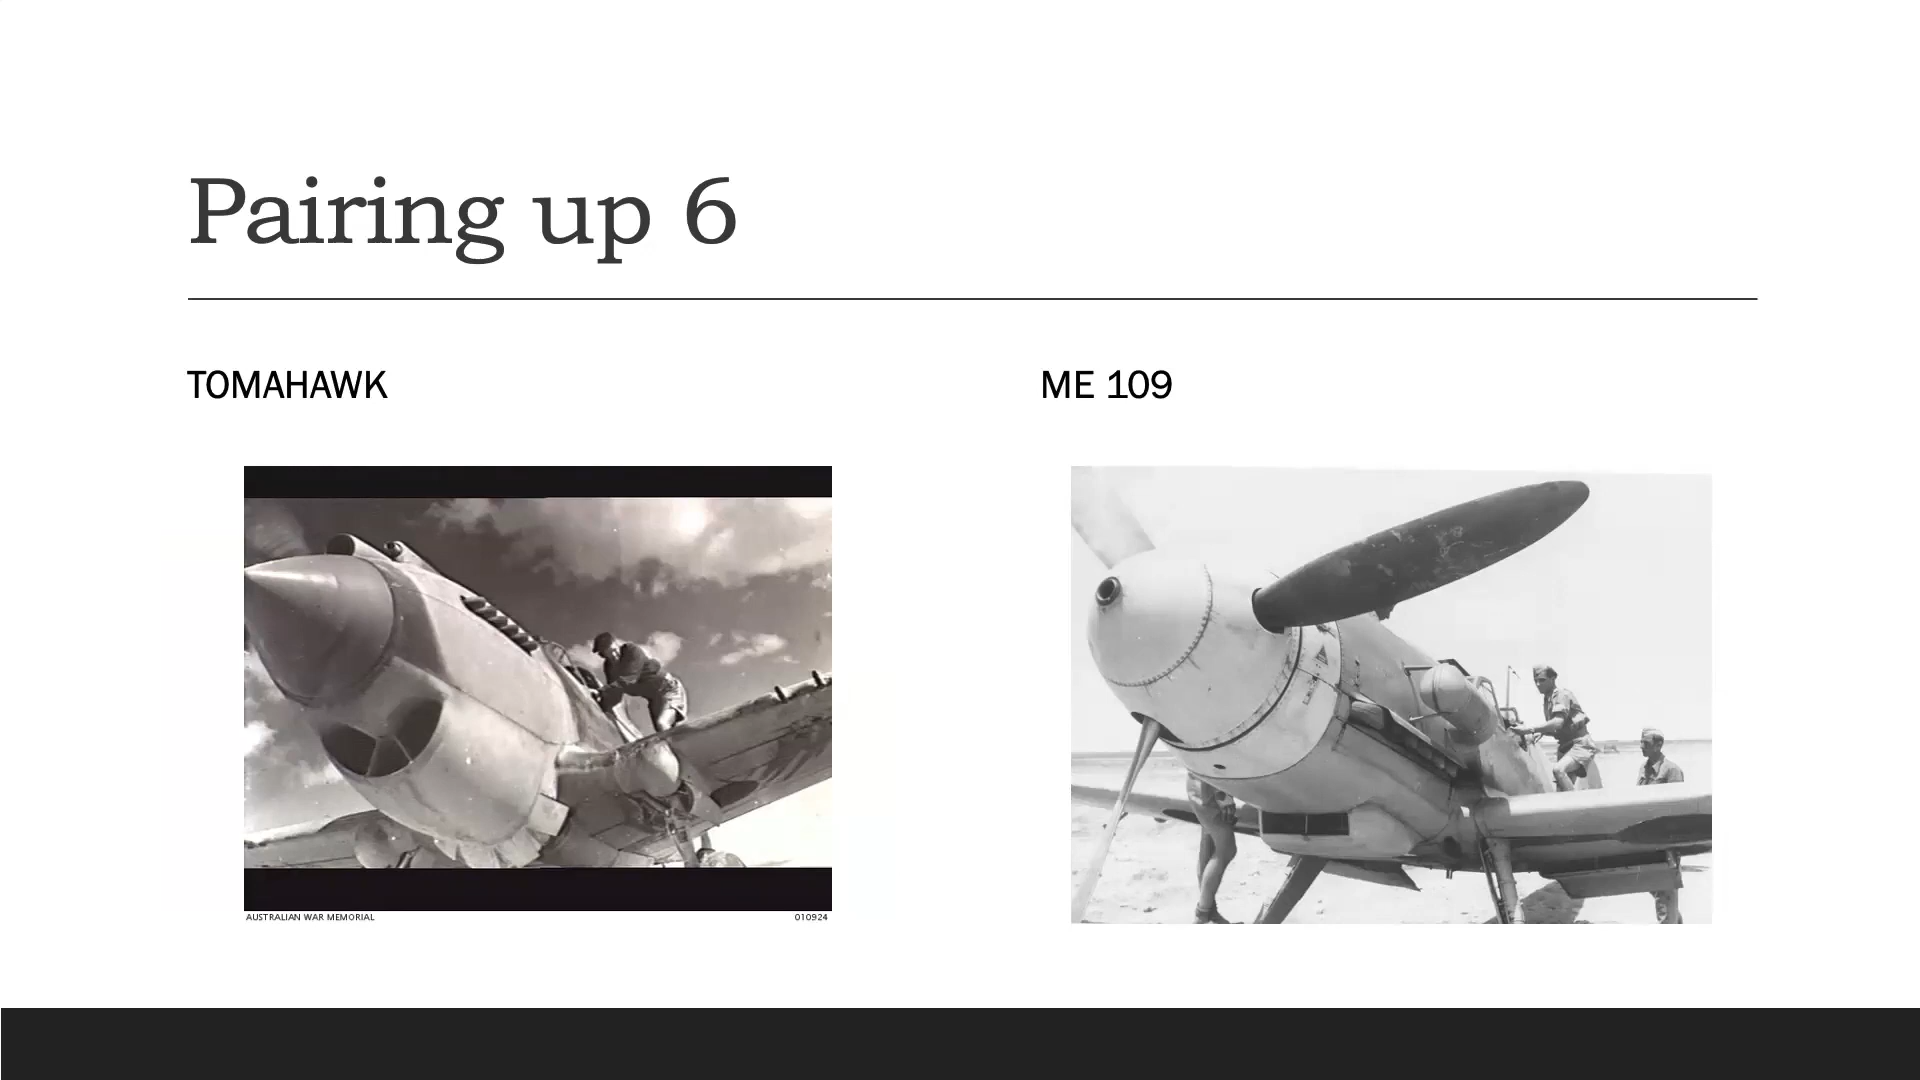 Pairing up 6
TOMAHAWK
ME 109
AUSTRALIAN WAR MEMORIAL
010924